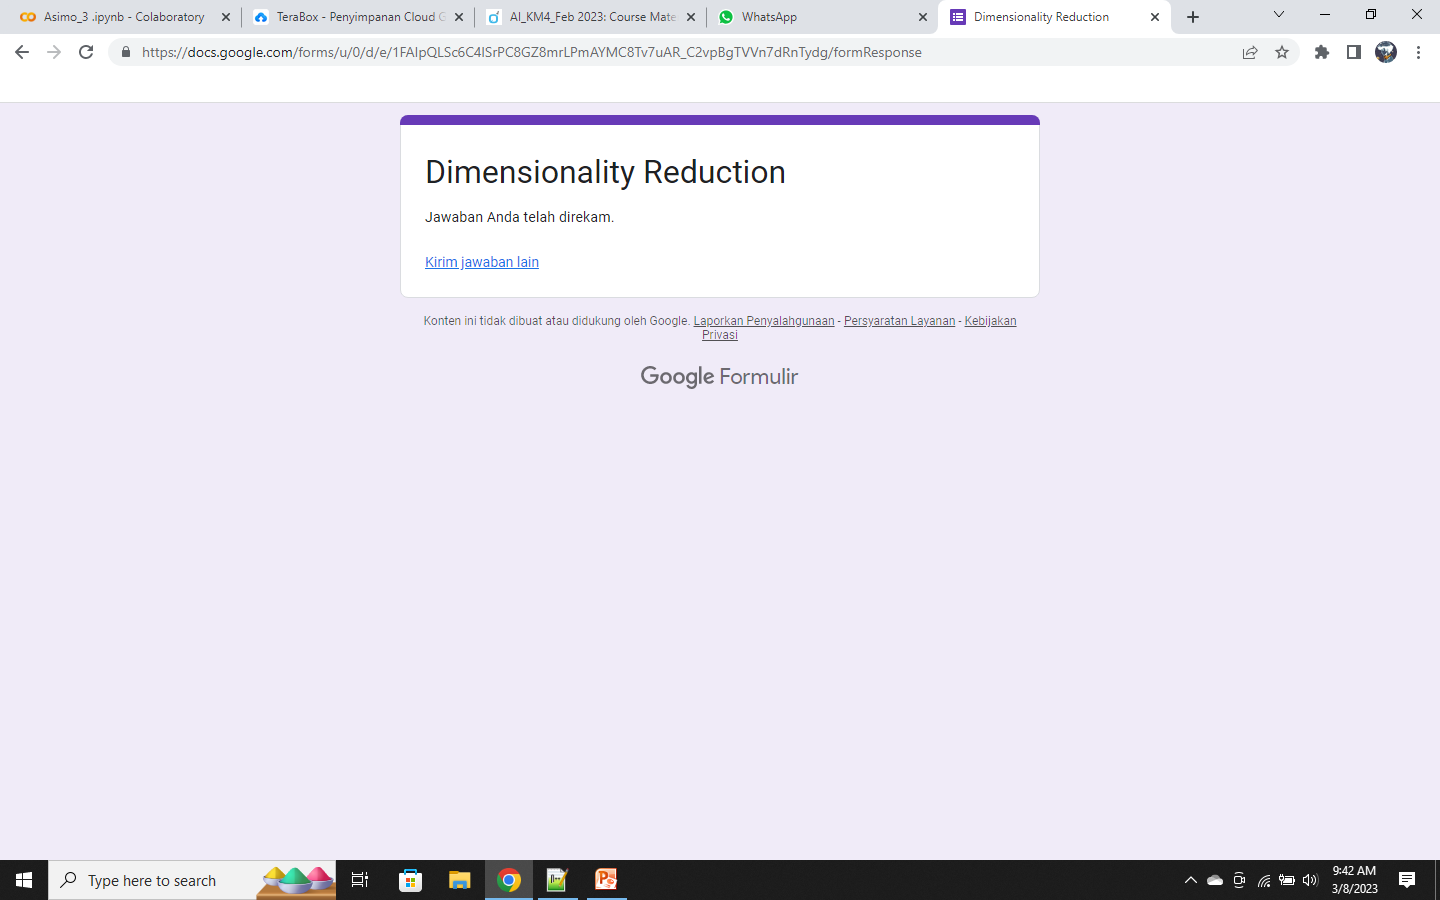 Asimo_3 .ipynb - Colaboratory
TeraBox - Penyimpanan Cloud G
AI_KM4_Feb 2023: Course Mate
WhatsApp
Dimensionality Reduction
https://docs.google.com/forms/u/0/d/e/1FAIpQLSc6C4lSrPC8GZ8mrLPmAYMC8Tv7uAR_C2vpBgTVVn7dRnTydg/formResponse
Dimensionality Reduction
Jawaban Anda telah direkam.
Kirim jawaban lain
Konten ini tidak dibuat atau didukung oleh Google. Laporkan Penyalahgunaan - Persyaratan Layanan - Kebijakan
Privasi
Google Formulir
Type here to search
9:42 AM
3/8/2023